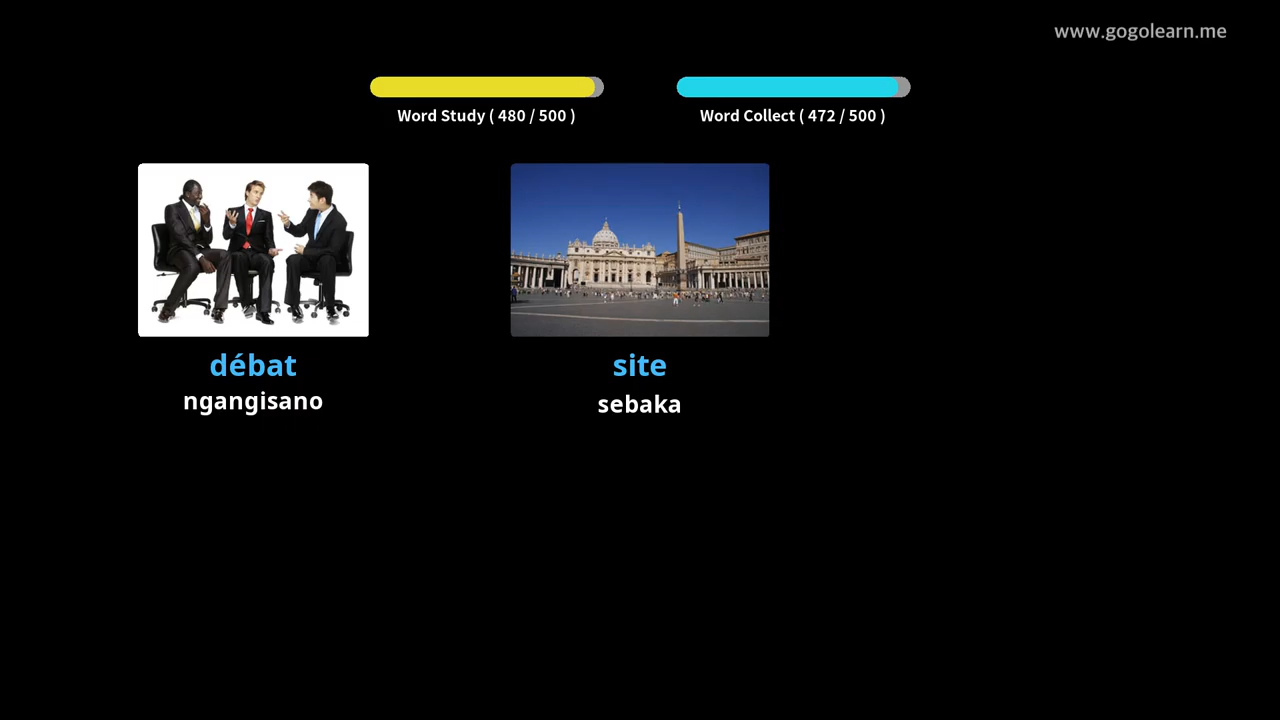 www.gogolearn.me
Word Study ( 480 / 500 )
Word Collect ( 472 / 500 )
débat
ngangisano
site
sebaka